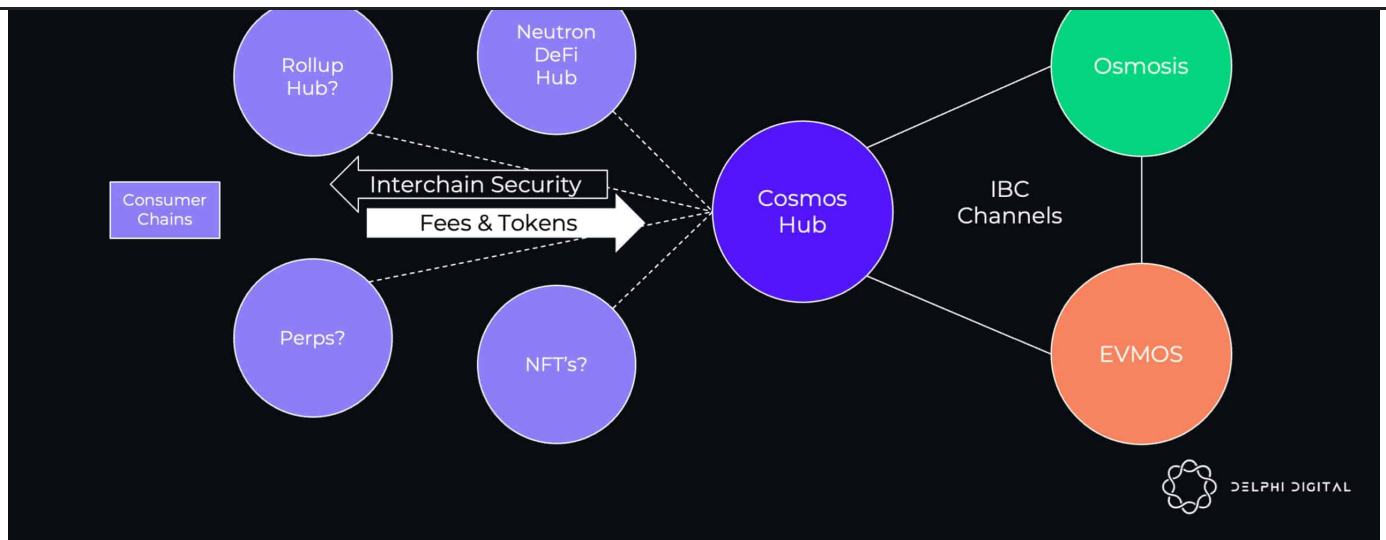 Rollup
Hub?
Neutron
DeFi
Hub
Osmosis
Interchain Security
Fees & Tokens
Consumer
Chains
Cosmos
Hub
IBC
Channels
Perps?
NFT's?
EVMOS
DELPHI DIGITAL